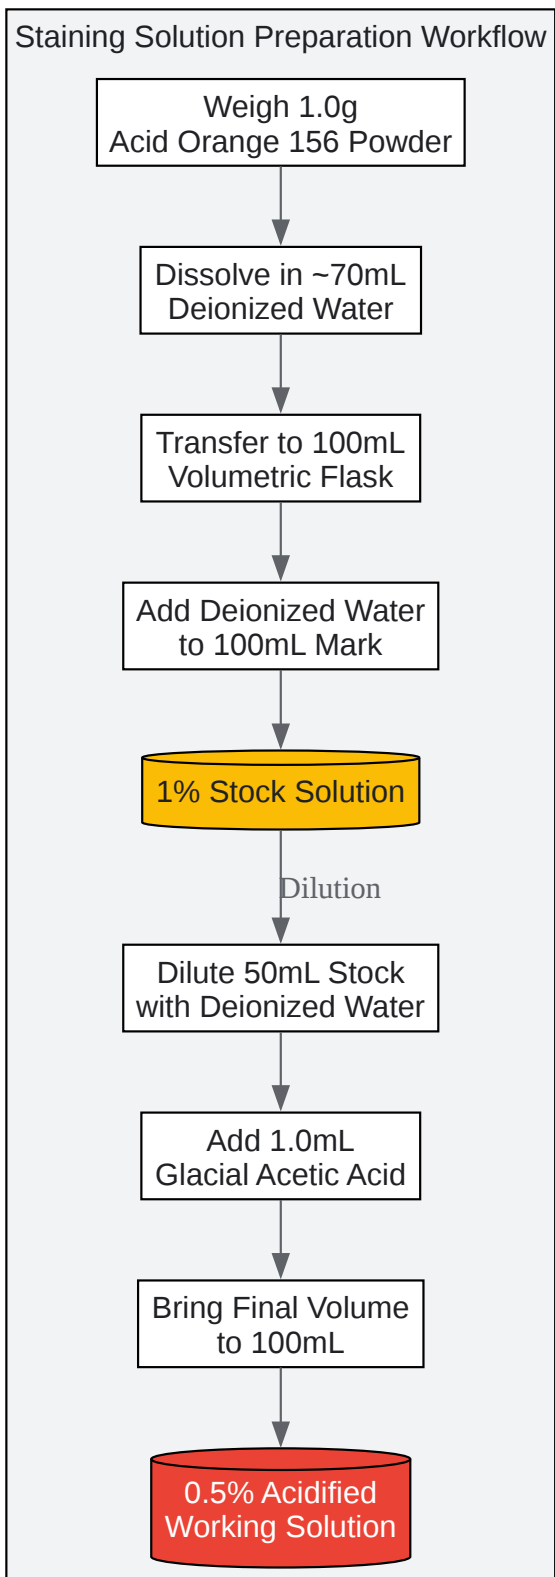 Staining Solution Preparation Workflow
Weigh 1.0g
Acid Orange 156 Powder
Dissolve in ~70mL
Deionized Water
Transfer to 100mL
Volumetric Flask
Add Deionized Water
to 100mL Mark
1% Stock Solution
Dilution
Dilute 50mL Stock
with Deionized Water
Add 1.0mL
Glacial Acetic Acid
Bring Final Volume
to 100mL
0.5% Acidified
Working Solution